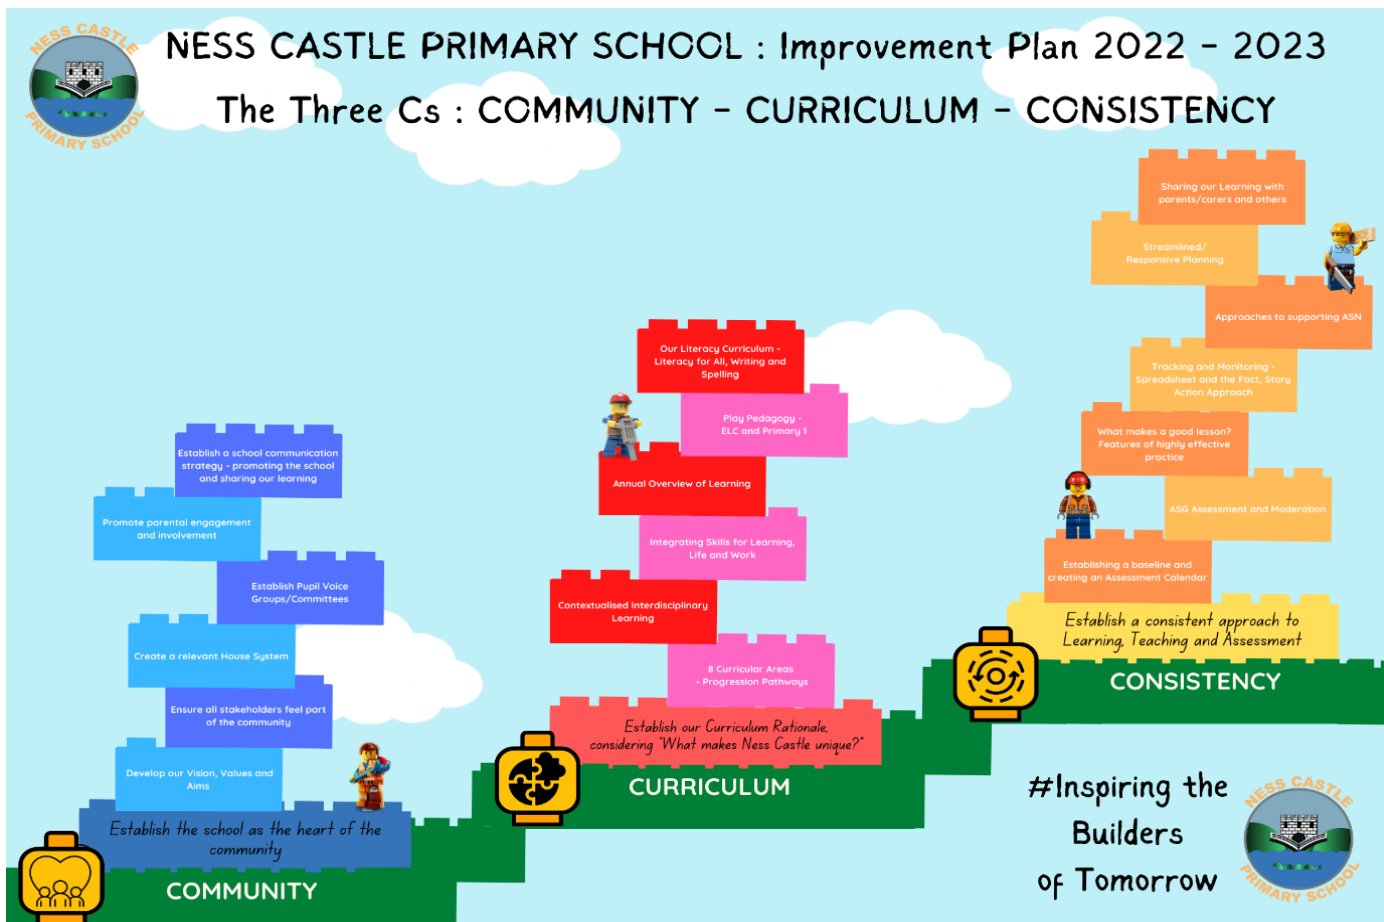 NESS CASTLE PRIMARY SCHOOL : Improvement Plan 2022 - 2023
The Three Cs : COMMUNITY - CURRICULUM - CONSISTENCY
NESS CASTLE
PRIMARY SCHOOL
Establish a school communication
strategy - promoting the school
and sharing our learning
Promote parental engagement
and involvement
Establish Pupil Voice
Groups/Committees
Create a relevant House System
Ensure all stakeholders feel part
of the community
Develop our Vision, Values and
Aims
Establish the school as the heart of the
community
COMMUNITY
Our Literacy Curriculum -
Literacy for All, Writing and
Spelling
Play Pedagogy -
ELC and Primary 1
Annual Overview of Learning
Integrating Skills for Learning,
Life and Work
Contextualised Interdisciplinary
Learning
8 Curricular Areas
- Progression Pathways
Establish our Curriculum Rationale,
considering "What makes Ness Castle unique?"
CURRICULUM
Sharing our Learning with
parents/carers and others
Streamlined/
Responsive Planning
Approaches to supporting ASN
Tracking and Monitoring -
Spreadsheet and the Fact, Story
Action Approach
What makes a good lesson?
Features of highly effective
practice
ASG Assessment and Moderation
Establishing a baseline and
creating an Assessment Calendar
Establish a consistent approach to
Learning, Teaching and Assessment
CONSISTENCY
#Inspiring the
Builders
of Tomorrow
NESS CASTLE
PRIMARY SCHOOL